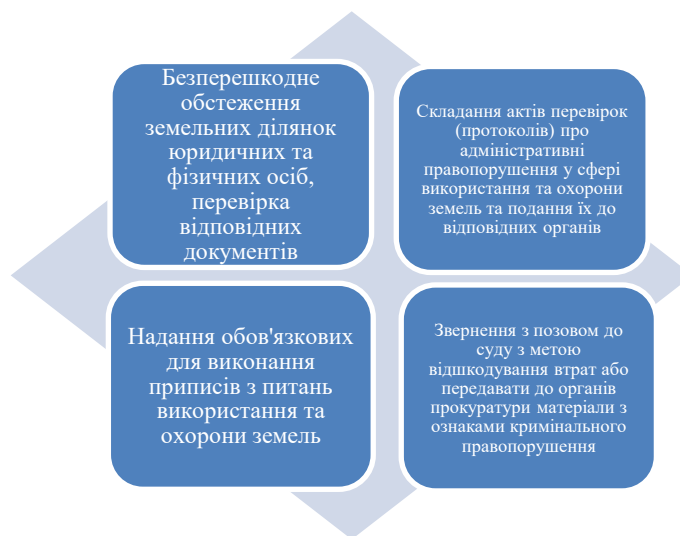 Безперешкодне
обстеження
земельних ділянок
юридичних та
фізичних осіб,
перевірка
відповідних
документів
Складання актів перевірок
(протоколів) про
адміністративні
правопорушення у сфері
використання та охорони
земель та подання їх до
відповідних органів
Надання обов'язкових
для виконання
приписів з питань
використання та
охорони земель
Звернення з позовом до
суду з метою
відшкодування втрат або
передавати до органів
прокуратури матеріали з
ознаками кримінального
правопорушення